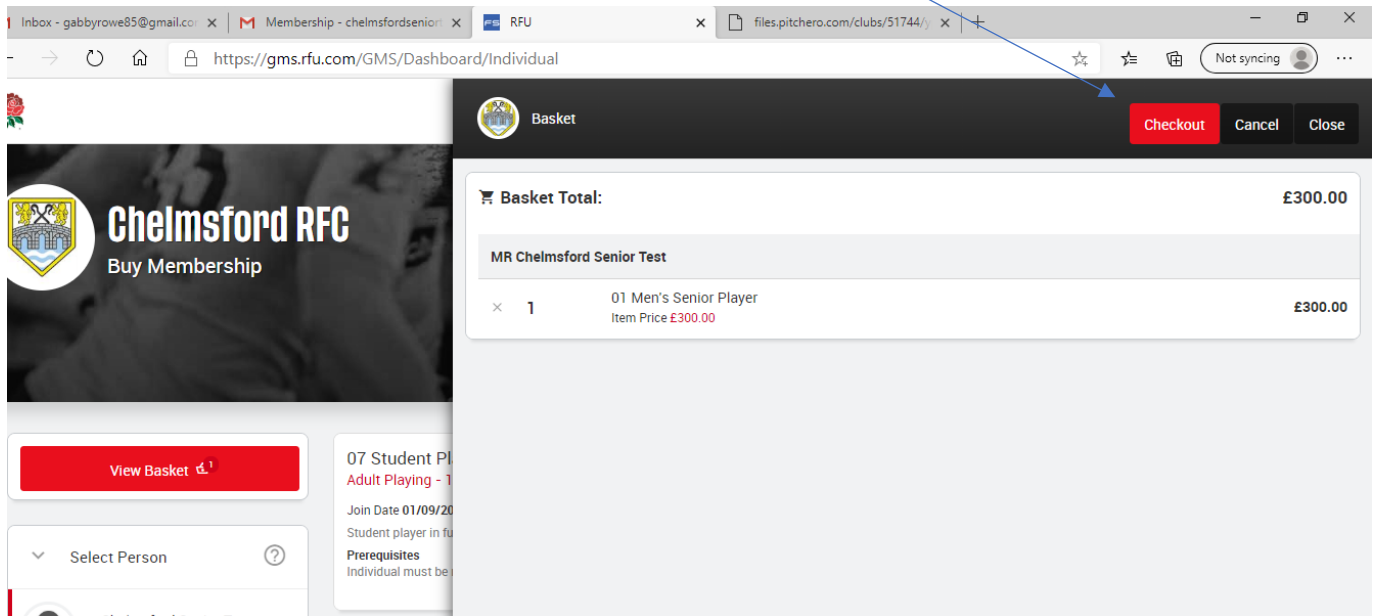 Inbox - gabbyrowe85@gmail.cor
Membership - chelmsfordseniort
RFU
files.pitchero.com/clubs/51744/y
https://gms.rfu.com/GMS/Dashboard/Individual
Not syncing
Basket
Checkout
Cancel
Close
Chelmsford RFC
Buy Membership
Basket Total:
£300.00
MR Chelmsford Senior Test
× 1 01 Men's Senior Player £300.00
Item Price £300.00
View Basket 1
07 Student Pl
Adult Playing - 1
Join Date 01/09/20
Student player in fu
Prerequisites
Individual must be
Select Person